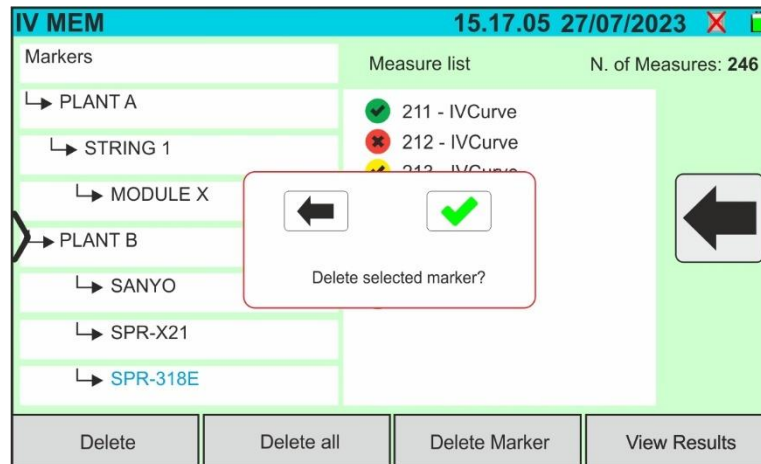 IV MEM 15.17.05 27/07/2023
Markers
Measure list N. of Measures: 246
PLANT A
211 - IVCurve
STRING 1
212 - IVCurve
MODULE X
PLANT B
SANYO
Delete selected marker?
SPR-X21
SPR-318E
Delete Delete all Delete Marker View Results